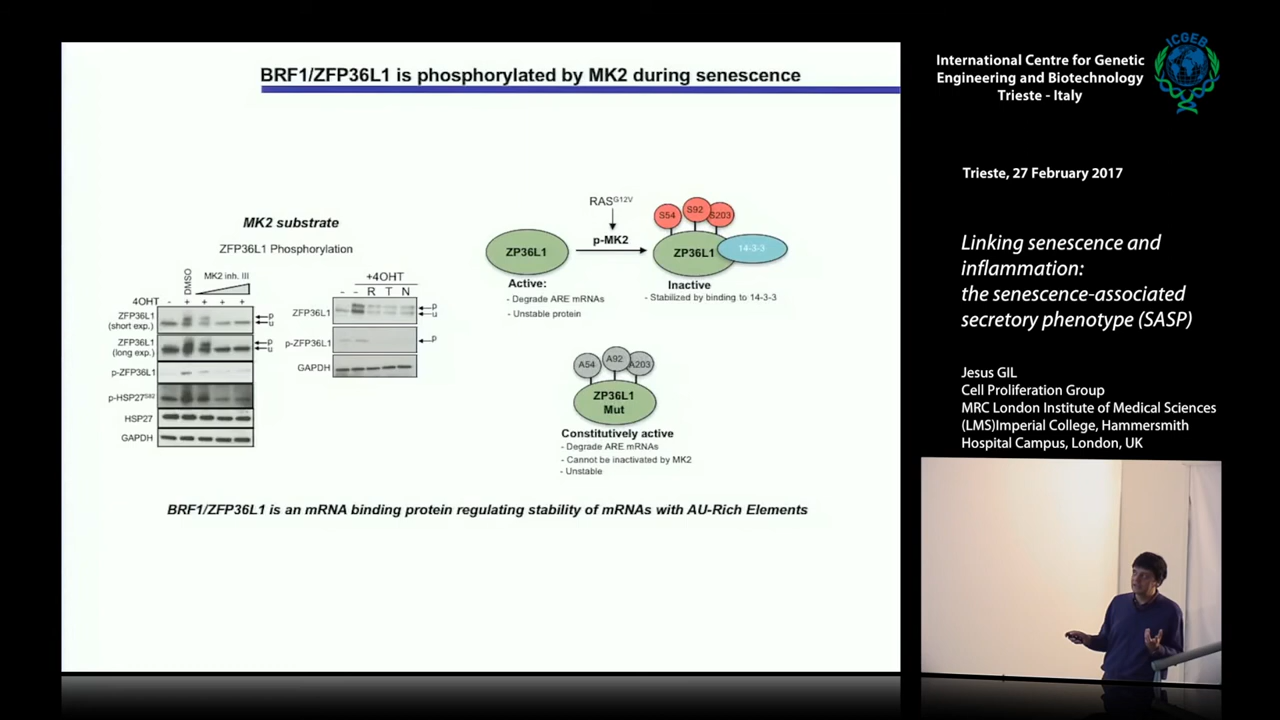 BRF1/ZFP36L1 is phosphorylated by MK2 during senescence
MK2 substrate
ZFP36L1 Phosphorylation
DMSO
MK2 inh. III
4OHT - + + + +
ZFP36L1
(short exp.)
p
u
ZFP36L1
(long exp.)
p
u
p-ZFP36L1
p-HSP27S82
HSP27
GAPDH
+4OHT
- - R T N
ZFP36L1
p
u
p-ZFP36L1
p
GAPDH
RASG12V
p-MK2
ZP36L1
S54
S92
S203
ZP36L1
14-3-3
Active:
- Degrade ARE mRNAs
- Unstable protein
Inactive
- Stabilized by binding to 14-3-3
A54
A92
A203
ZP36L1
Mut
Constitutively active
- Degrade ARE mRNAs
- Cannot be inactivated by MK2
- Unstable
BRF1/ZFP36L1 is an mRNA binding protein regulating stability of mRNAs with AU-Rich Elements
International Centre for Genetic
Engineering and Biotechnology
Trieste - Italy
ICGEB
Trieste, 27 February 2017
Linking senescence and
inflammation:
the senescence-associated
secretory phenotype (SASP)
Jesus GIL
Cell Proliferation Group
MRC London Institute of Medical Sciences
(LMS)Imperial College, Hammersmith
Hospital Campus, London, UK